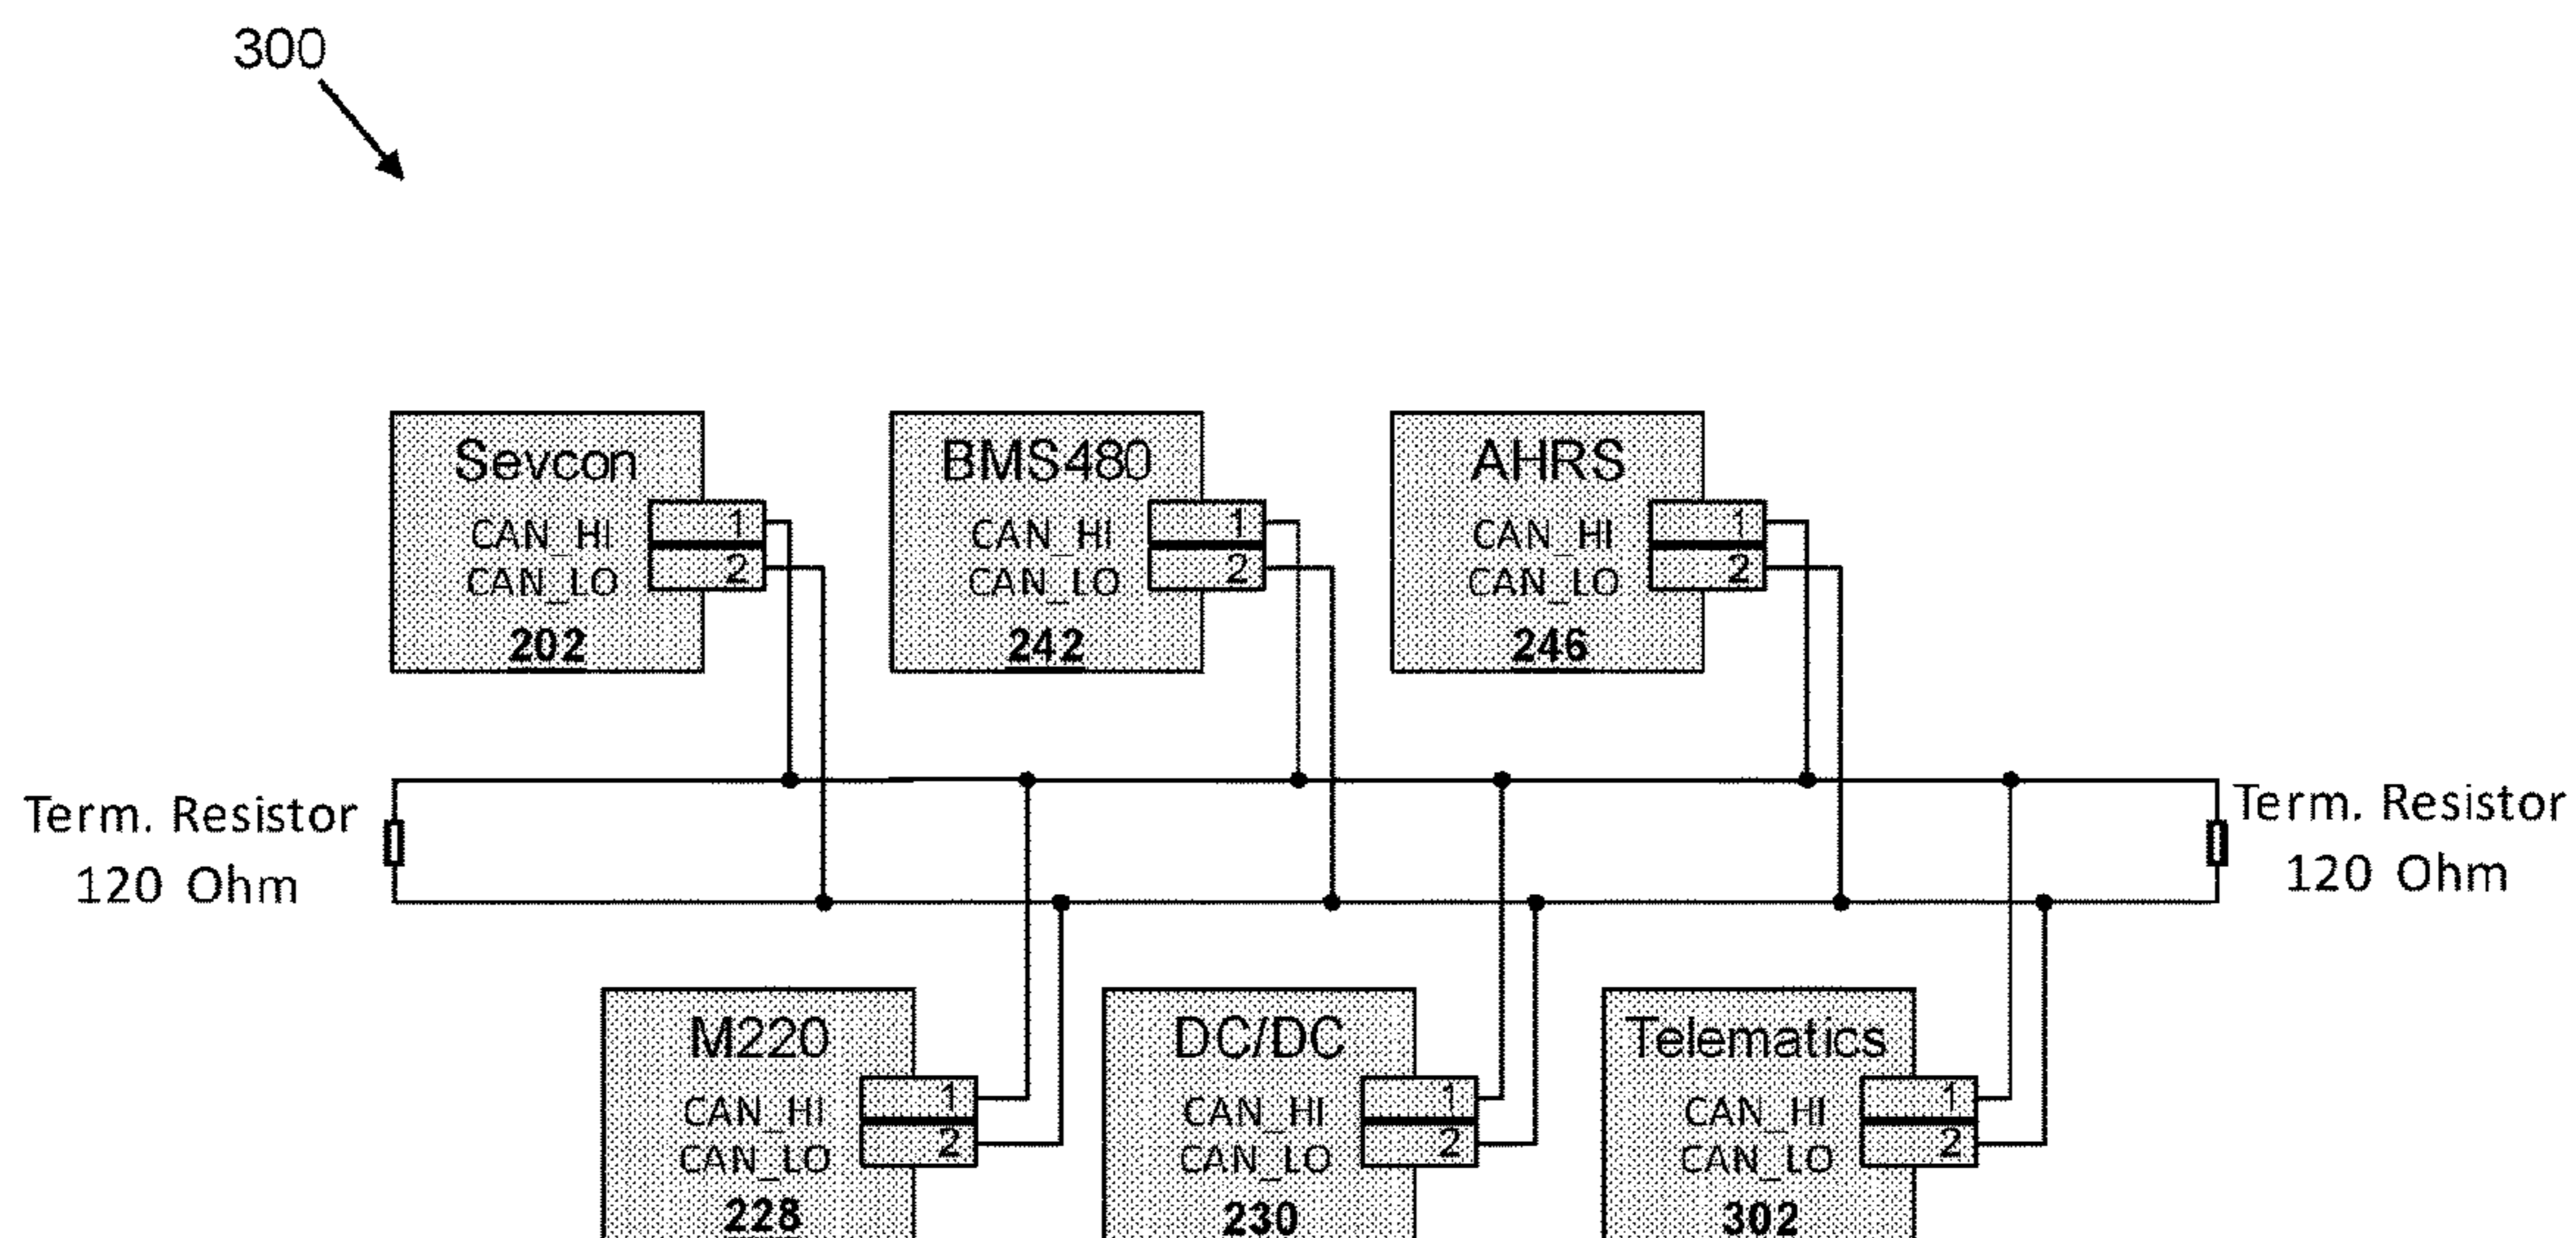 300
Sevcon
CAN_HI 1
CAN_LO 2
202
BMS480
CAN_HI 1
CAN_LO 2
242
AHRS
CAN_HI 1
CAN_LO 2
246
Term. Resistor
120 Ohm
Term. Resistor
120 Ohm
M220
CAN_HI 1
CAN_LO 2
228
DC/DC
CAN_HI 1
CAN_LO 2
230
Telematics
CAN_HI 1
CAN_LO 2
302